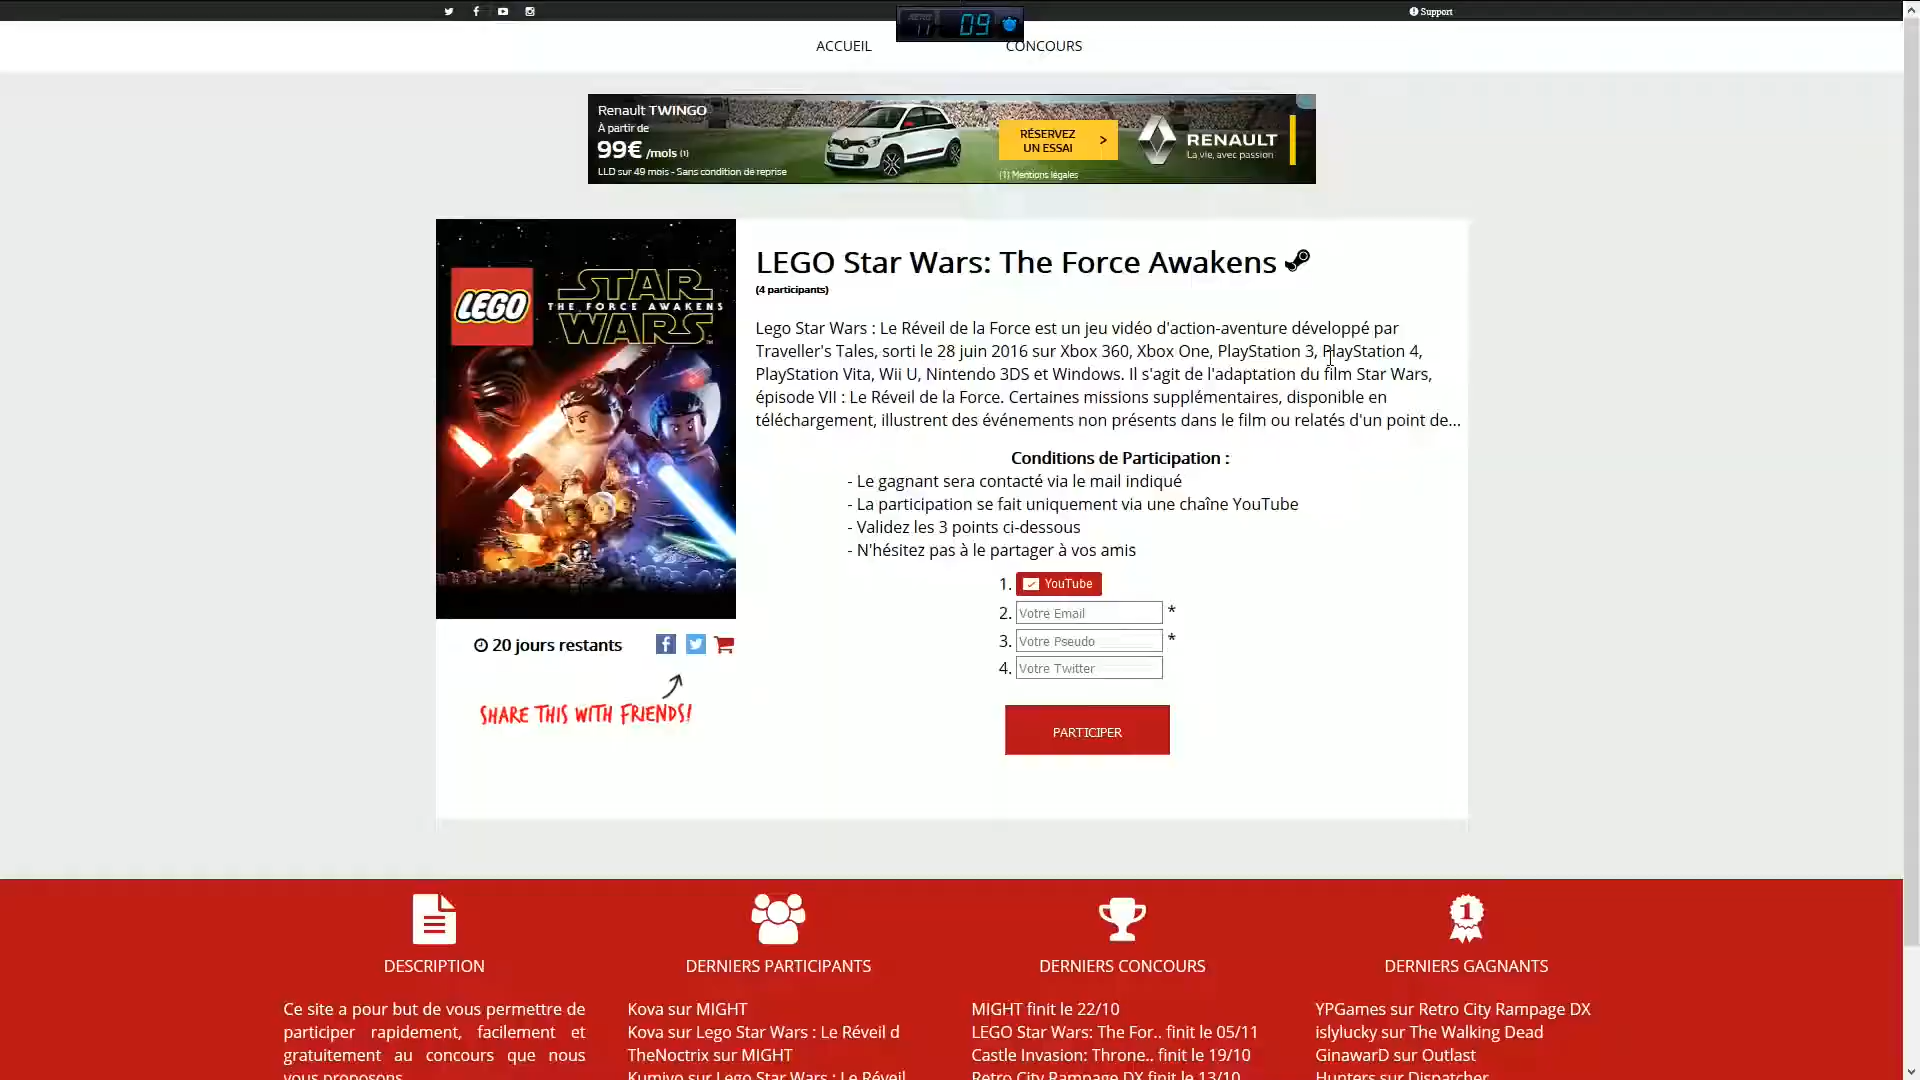 Support
09
ACCUEIL
CONCOURS
Renault TWINGO
À partir de
99€ /mois (1)
LLD sur 49 mois - Sans condition de reprise
RÉSERVEZ
UN ESSAI
>
(1) Mentions légales
RENAULT
La vie, avec passion
LEGO
STAR
THE FORCE AWAKENS
WARS
LEGO Star Wars: The Force Awakens
(4 participants)
Lego Star Wars : Le Réveil de la Force est un jeu vidéo d'action-aventure développé par
Traveller's Tales, sorti le 28 juin 2016 sur Xbox 360, Xbox One, PlayStation 3, PlayStation 4,
PlayStation Vita, Wii U, Nintendo 3DS et Windows. Il s'agit de l'adaptation du film Star Wars,
épisode VII : Le Réveil de la Force. Certaines missions supplémentaires, disponible en
téléchargement, illustrent des événements non présents dans le film ou relatés d'un point de...
Conditions de Participation :
- Le gagnant sera contacté via le mail indiqué
- La participation se fait uniquement via une chaîne YouTube
- Validez les 3 points ci-dessous
- N'hésitez pas à le partager à vos amis
1. YouTube
2. Votre Email *
3. Votre Pseudo *
4. Votre Twitter
PARTICIPER
20 jours restants
SHARE THIS WITH FRIENDS!
DESCRIPTION
Ce site a pour but de vous permettre de
participer rapidement, facilement et
gratuitement au concours que nous
vous proposons.
DERNIERS PARTICIPANTS
Kova sur MIGHT
Kova sur Lego Star Wars : Le Réveil d
TheNoctrix sur MIGHT
Kumiyo sur Lego Star Wars : Le Réveil
DERNIERS CONCOURS
MIGHT finit le 22/10
LEGO Star Wars: The For.. finit le 05/11
Castle Invasion: Throne.. finit le 19/10
Retro City Rampage DX finit le 13/10
1
DERNIERS GAGNANTS
YPGames sur Retro City Rampage DX
islylucky sur The Walking Dead
GinawarD sur Outlast
Hunters sur Dispatcher